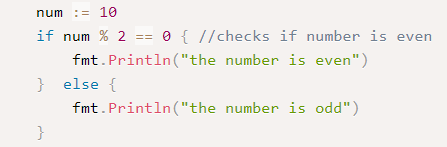 num := 10
if num % 2 == 0 { //checks if number is even
    fmt.Println("the number is even")
}  else {
    fmt.Println("the number is odd")
}